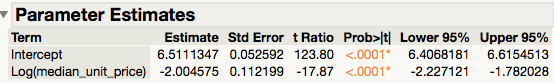 Parameter Estimates
Term Estimate Std Error t Ratio Prob>|t| Lower 95% Upper 95%
Intercept 6.5111347 0.052592 123.80 <.0001* 6.4068181 6.6154513
Log(median_unit_price) -2.004575 0.112199 -17.87 <.0001* -2.227121 -1.782028